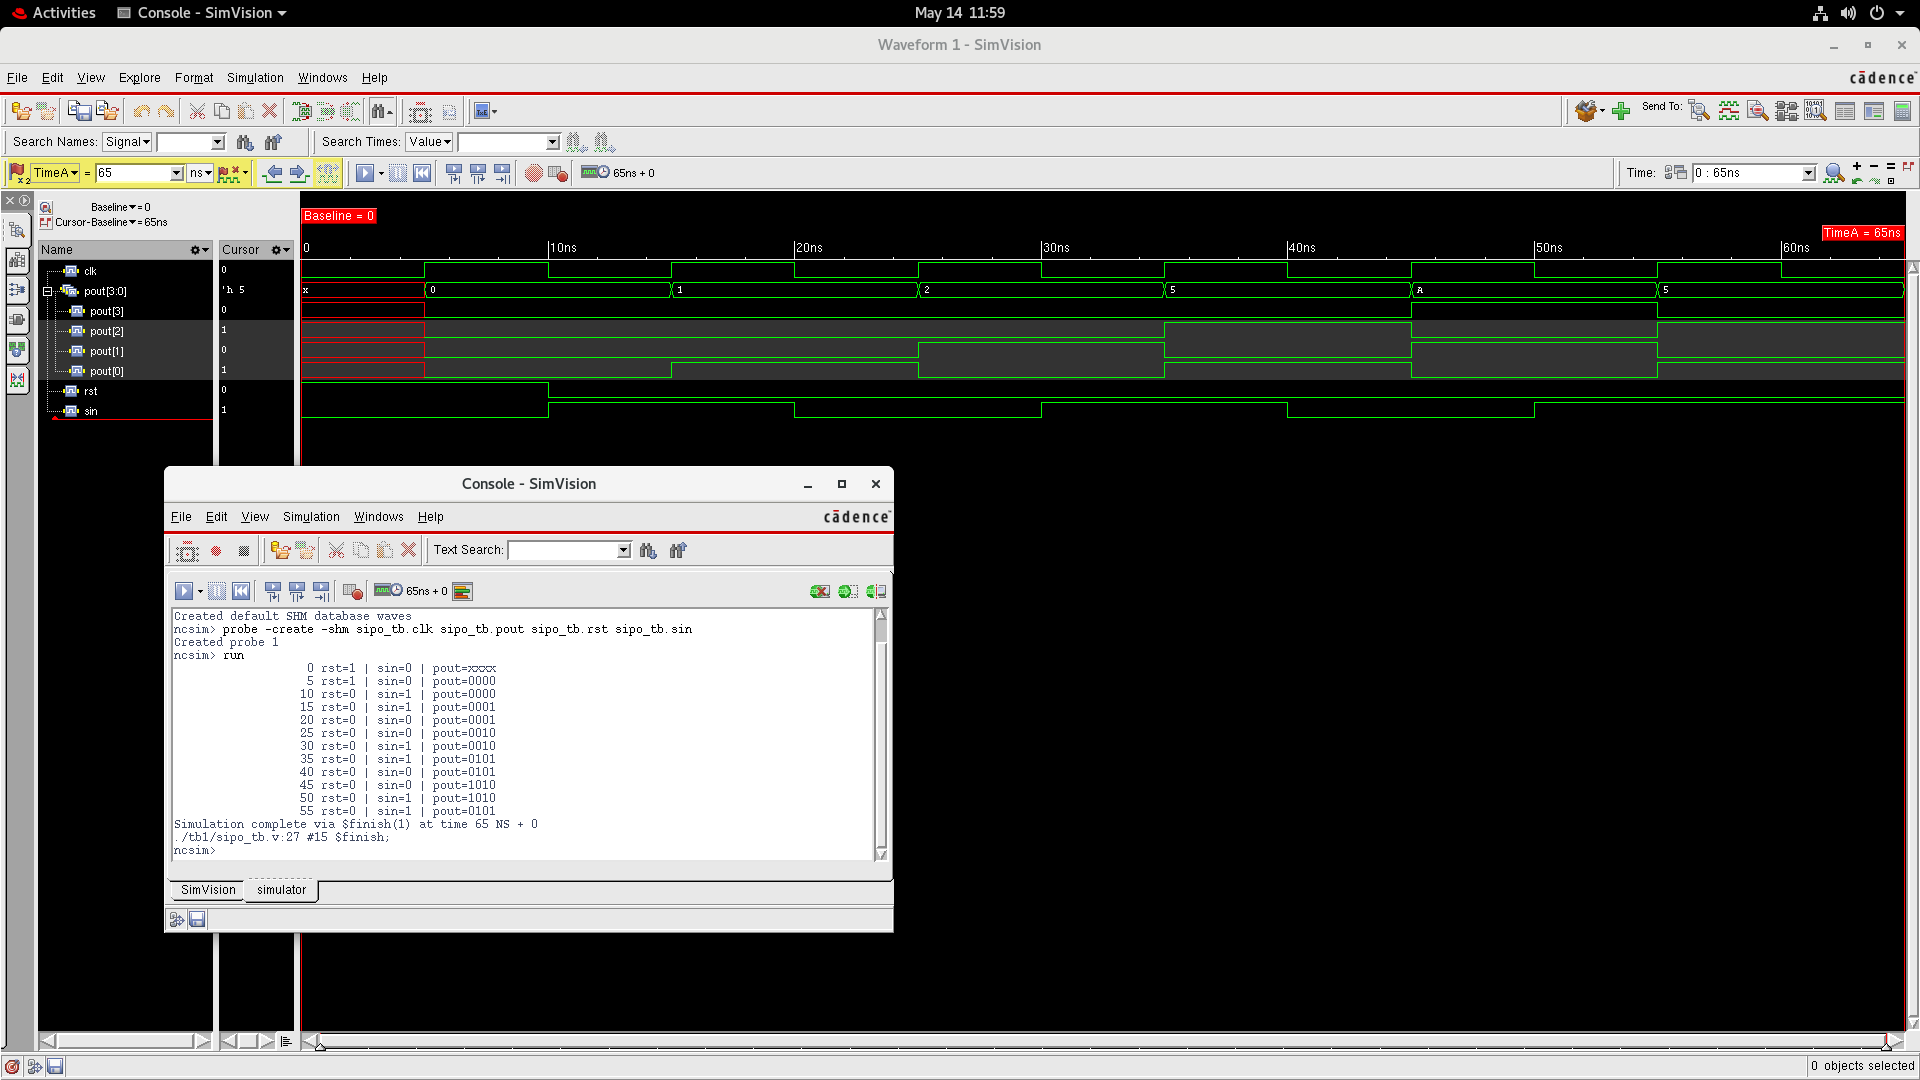 Activities Console - SimVision May 14 11:59
Waveform 1 - SimVision
File Edit View Explore Format Simulation Windows Help cādence
Send To:
Search Names: Signal Search Times: Value
TimeA = 65 ns 65ns + 0 Time: 0 : 65ns
Baseline = 0
Cursor-Baseline = 65ns
Baseline = 0
TimeA = 65ns
Name Cursor 0 10ns 20ns 30ns 40ns 50ns 60ns
clk 0
pout[3:0] 'h 5 x 0 1 2 5 A 5
pout[3] 0
pout[2] 1
pout[1] 0
pout[0] 1
rst 0
sin 1
Console - SimVision
File Edit View Simulation Windows Help cādence
Text Search:
65ns + 0
Created default SHM database waves
ncsim> probe -create -shm sipo_tb.clk sipo_tb.pout sipo_tb.rst sipo_tb.sin
Created probe 1
ncsim> run
0 rst=1 | sin=0 | pout=xxxx
5 rst=1 | sin=0 | pout=0000
10 rst=0 | sin=1 | pout=0000
15 rst=0 | sin=1 | pout=0001
20 rst=0 | sin=0 | pout=0001
25 rst=0 | sin=0 | pout=0010
30 rst=0 | sin=1 | pout=0010
35 rst=0 | sin=1 | pout=0101
40 rst=0 | sin=0 | pout=0101
45 rst=0 | sin=0 | pout=1010
50 rst=0 | sin=1 | pout=1010
55 rst=0 | sin=1 | pout=0101
Simulation complete via $finish(1) at time 65 NS + 0
./tb1/sipo_tb.v:27 #15 $finish;
ncsim>
SimVision simulator
0 objects selected